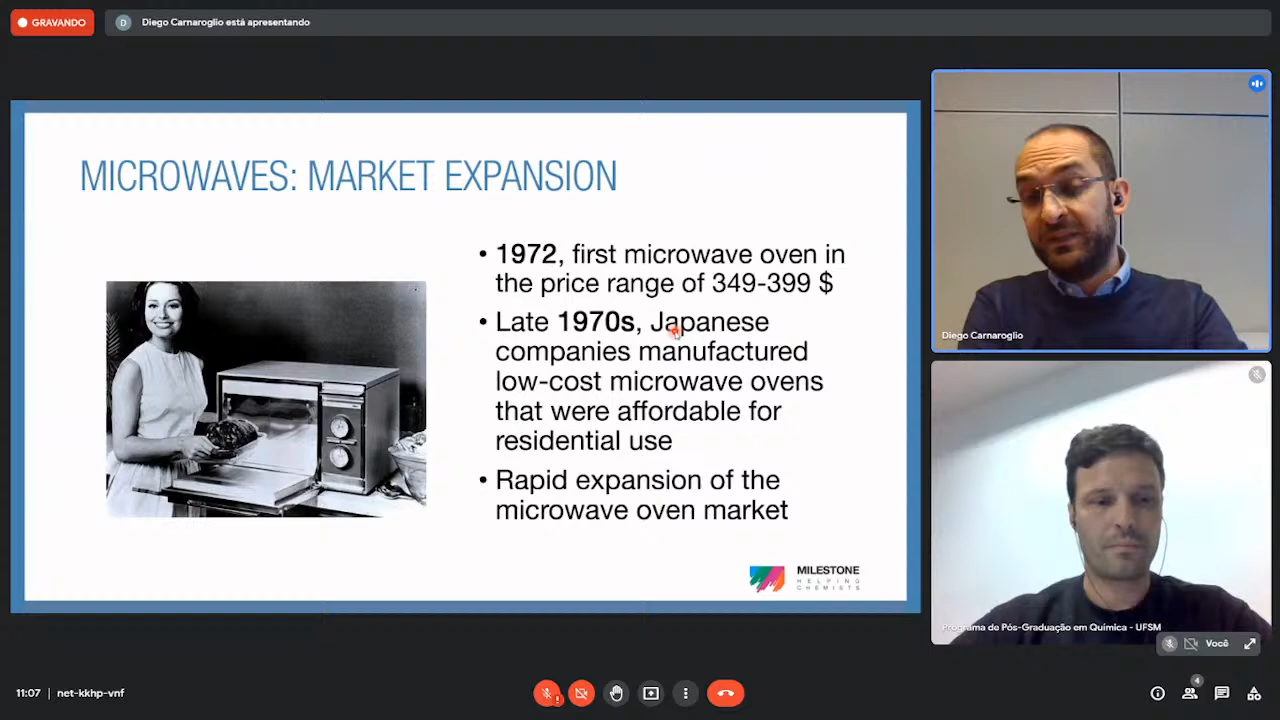 GRAVANDO
D
Diego Carnaroglio está apresentando
MICROWAVES: MARKET EXPANSION
• 1972, first microwave oven in
the price range of 349-399 $
• Late 1970s, Japanese
companies manufactured
low-cost microwave ovens
that were affordable for
residential use
• Rapid expansion of the
microwave oven market
MILESTONE
HELPING
CHEMISTS
Diego Carnaroglio
Programa de Pós-Graduação em Química - UFSM
Você
11:07 | net-kkhp-vnf
4